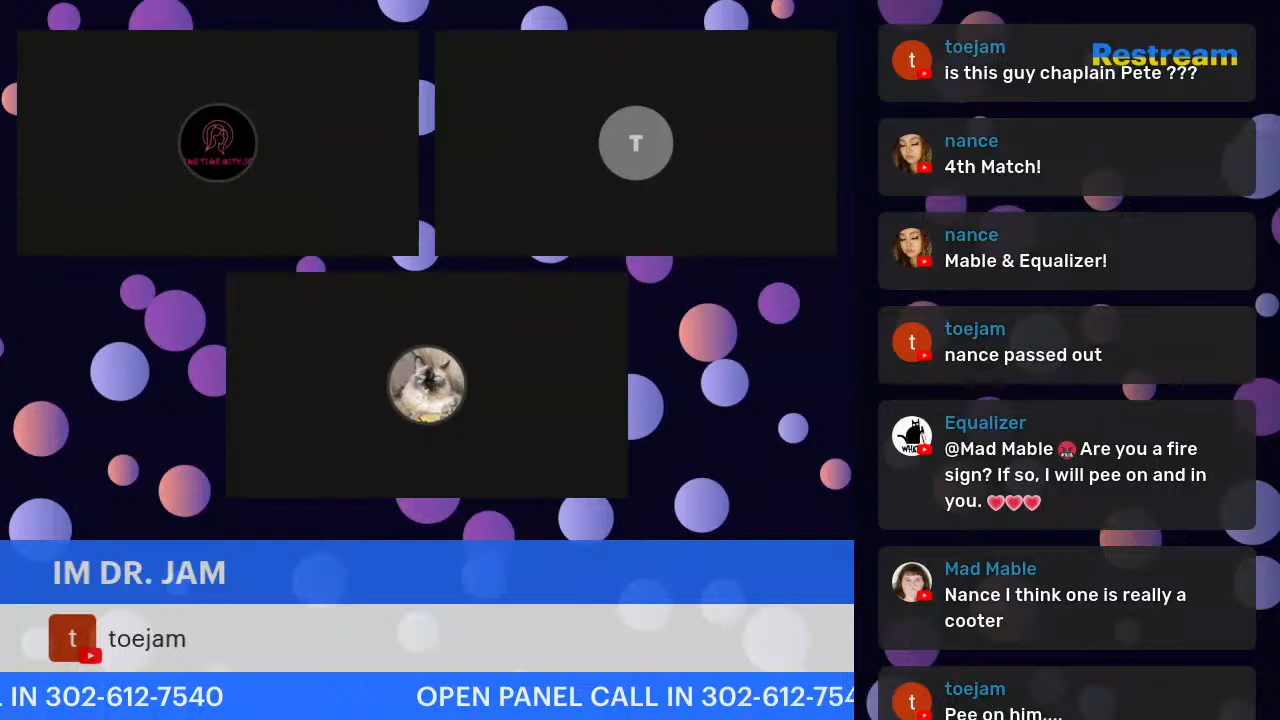 T
IM DR. JAM
t
toejam
L IN 302-612-7540
OPEN PANEL CALL IN 302-612-754
Restream
t
toejam
is this guy chaplain Pete ???
nance
4th Match!
nance
Mable & Equalizer!
t
toejam
nance passed out
Equalizer
@Mad Mable Are you a fire
sign? If so, I will pee on and in
you.
Mad Mable
Nance I think one is really a
cooter
t
toejam
Pee on him....